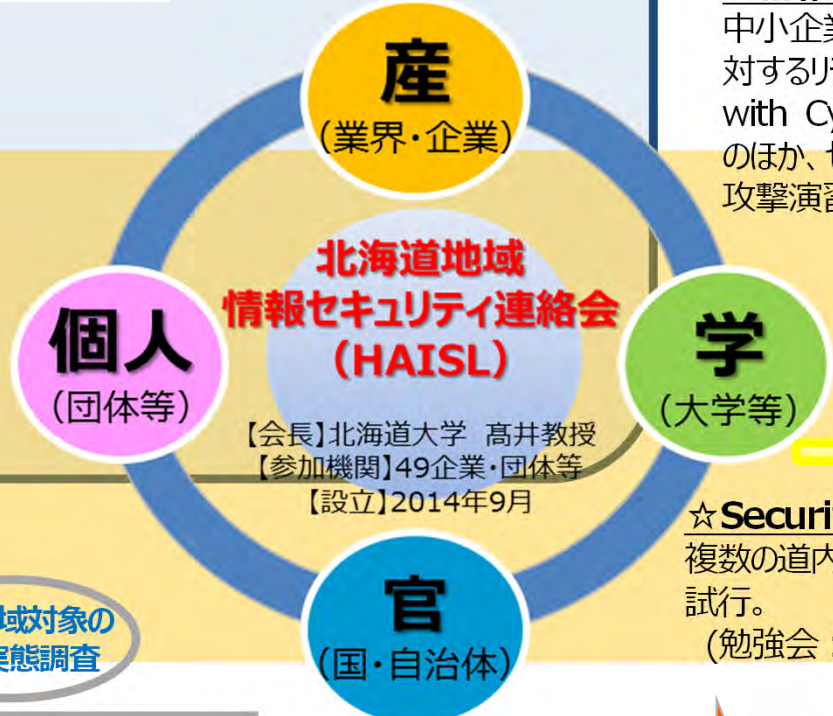 産
(業界・企業)
中小企業
対するリ
with Cy
のほか、セ
攻撃演習
北海道地域
情報セキュリティ連絡会
(HAISL)
個人
(団体等)
学
(大学等)
【会長】北海道大学 髙井教授
【参加機関】49企業・団体等
【設立】2014年9月
☆Securi
複数の道内
試行。
(勉強会
域対象の
実態調査
官
(国・自治体)